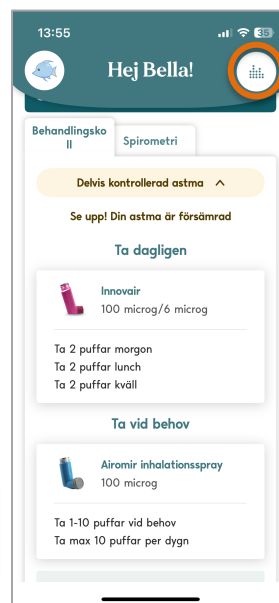 13:55
35
Hej Bella!
Behandlingsko
ll
Spirometri
Delvis kontrollerad astma
Se upp! Din astma är försämrad
Ta dagligen
Innovair
100 microg/6 microg
Ta 2 puffar morgon
Ta 2 puffar lunch
Ta 2 puffar kväll
Ta vid behov
Airomir inhalationsspray
100 microg
Ta 1-10 puffar vid behov
Ta max 10 puffar per dygn